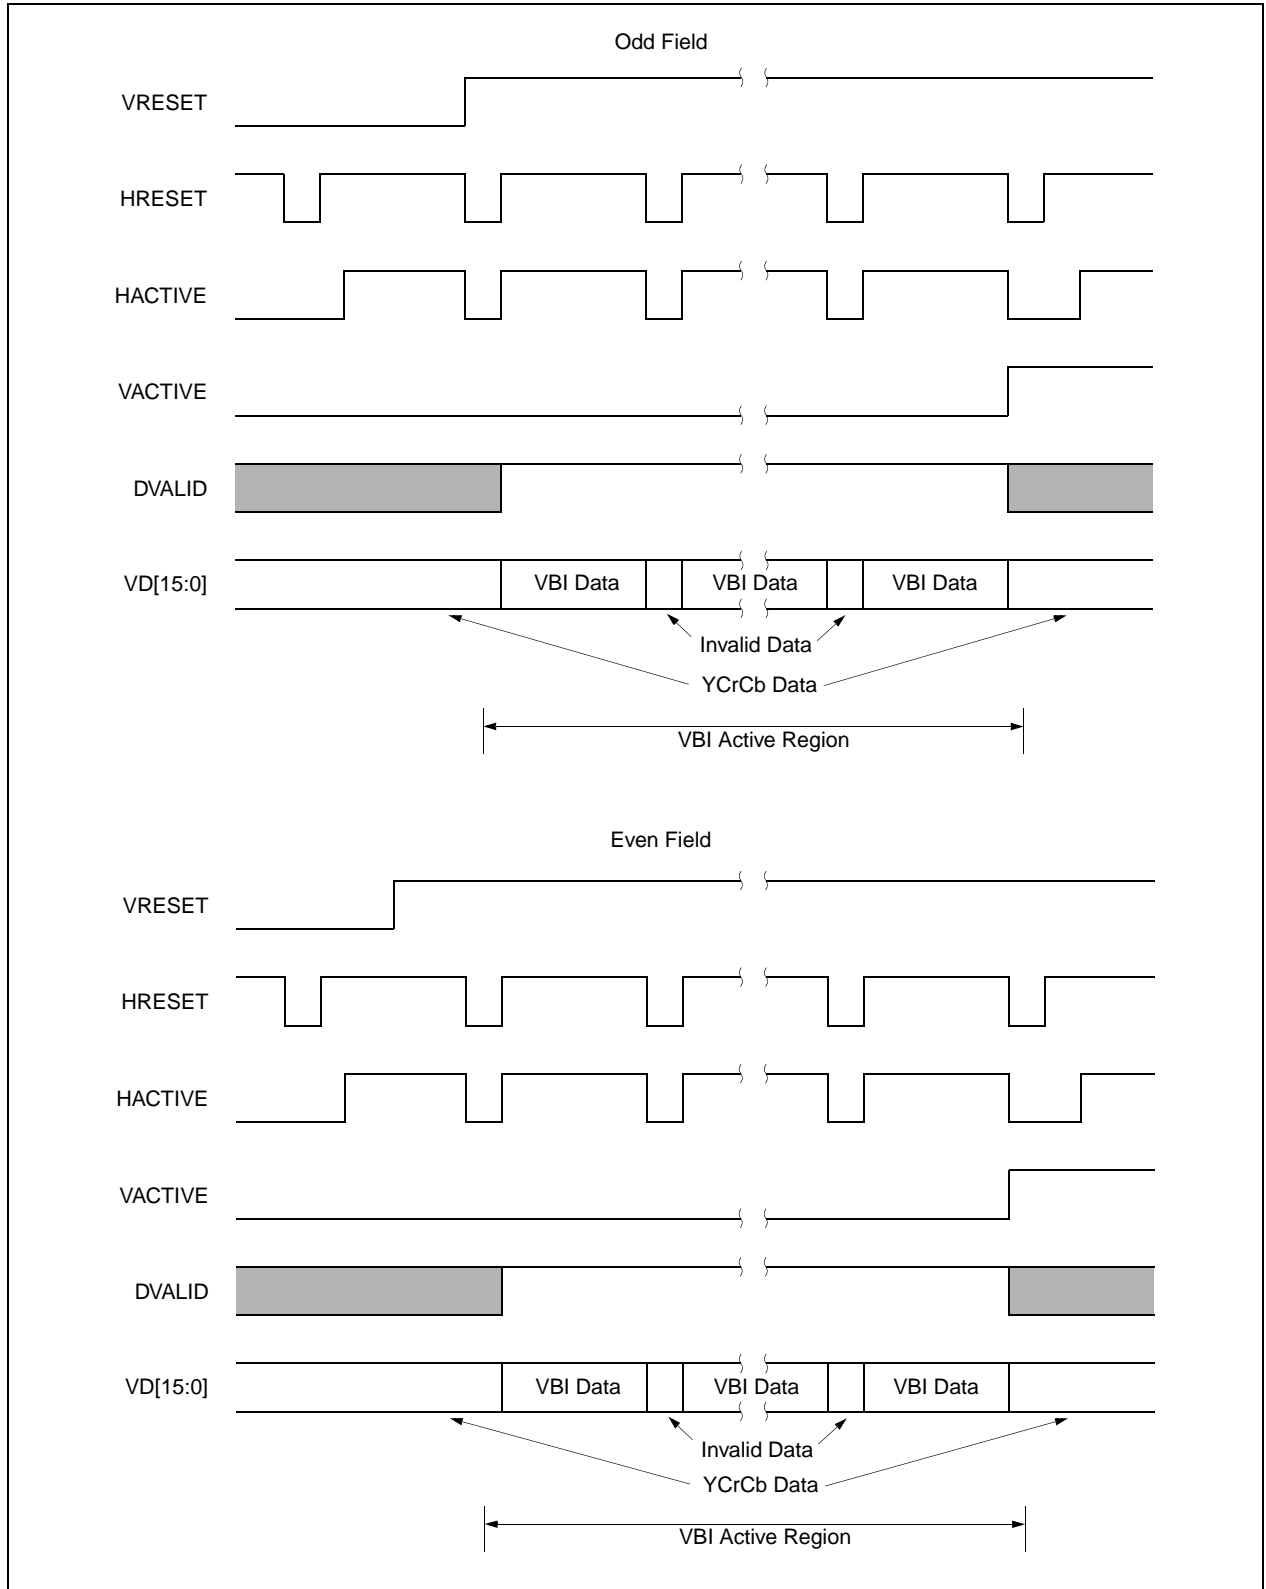 Odd Field
VRESET
HRESET
HACTIVE
VACTIVE
DVALID
VD[15:0]
VBI Data VBI Data VBI Data
Invalid Data
YCrCb Data
VBI Active Region
Even Field
VRESET
HRESET
HACTIVE
VACTIVE
DVALID
VD[15:0]
VBI Data VBI Data VBI Data
Invalid Data
YCrCb Data
VBI Active Region